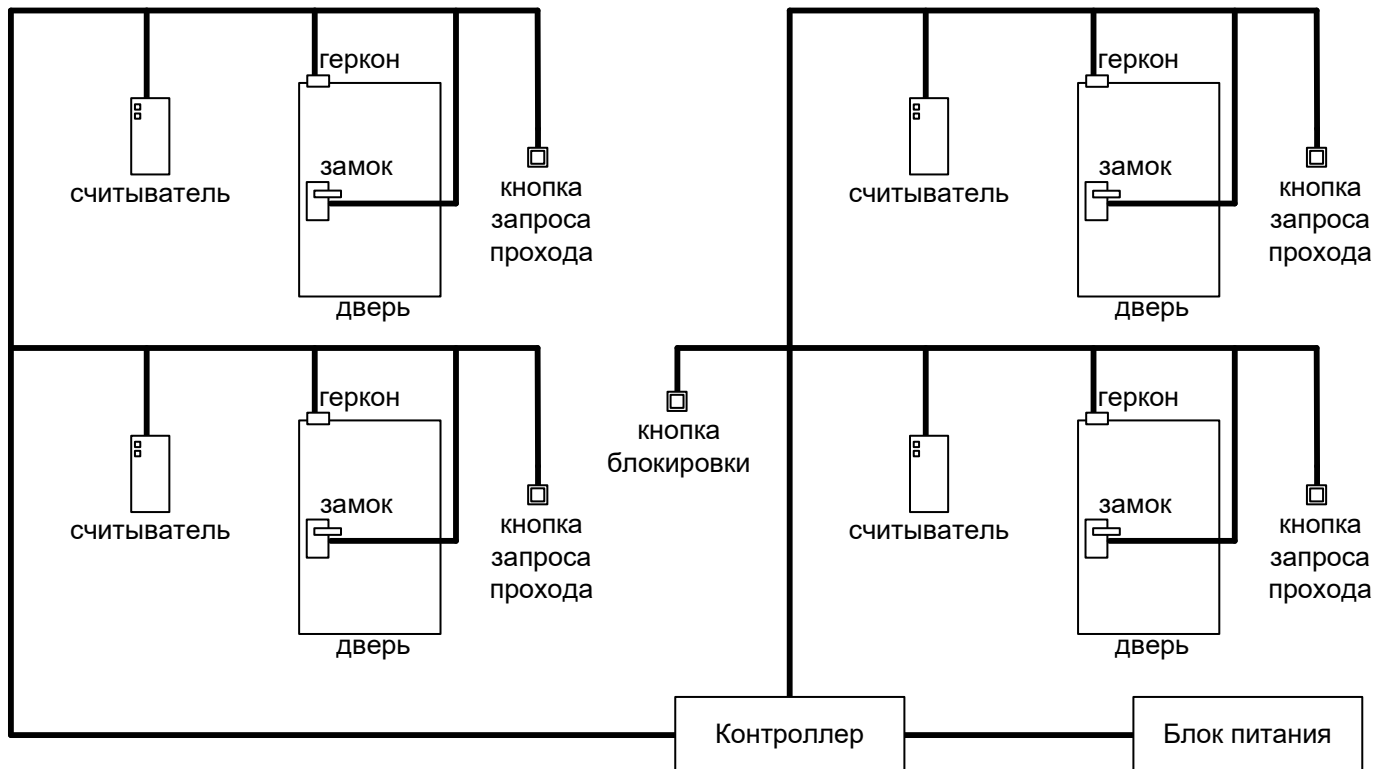 геркон
замок
считыватель
кнопка
запроса
прохода
дверь
геркон
замок
считыватель
кнопка
запроса
прохода
дверь
геркон
замок
считыватель
кнопка
запроса
прохода
дверь
кнопка
блокировки
геркон
замок
считыватель
кнопка
запроса
прохода
дверь
Контроллер
Блок питания